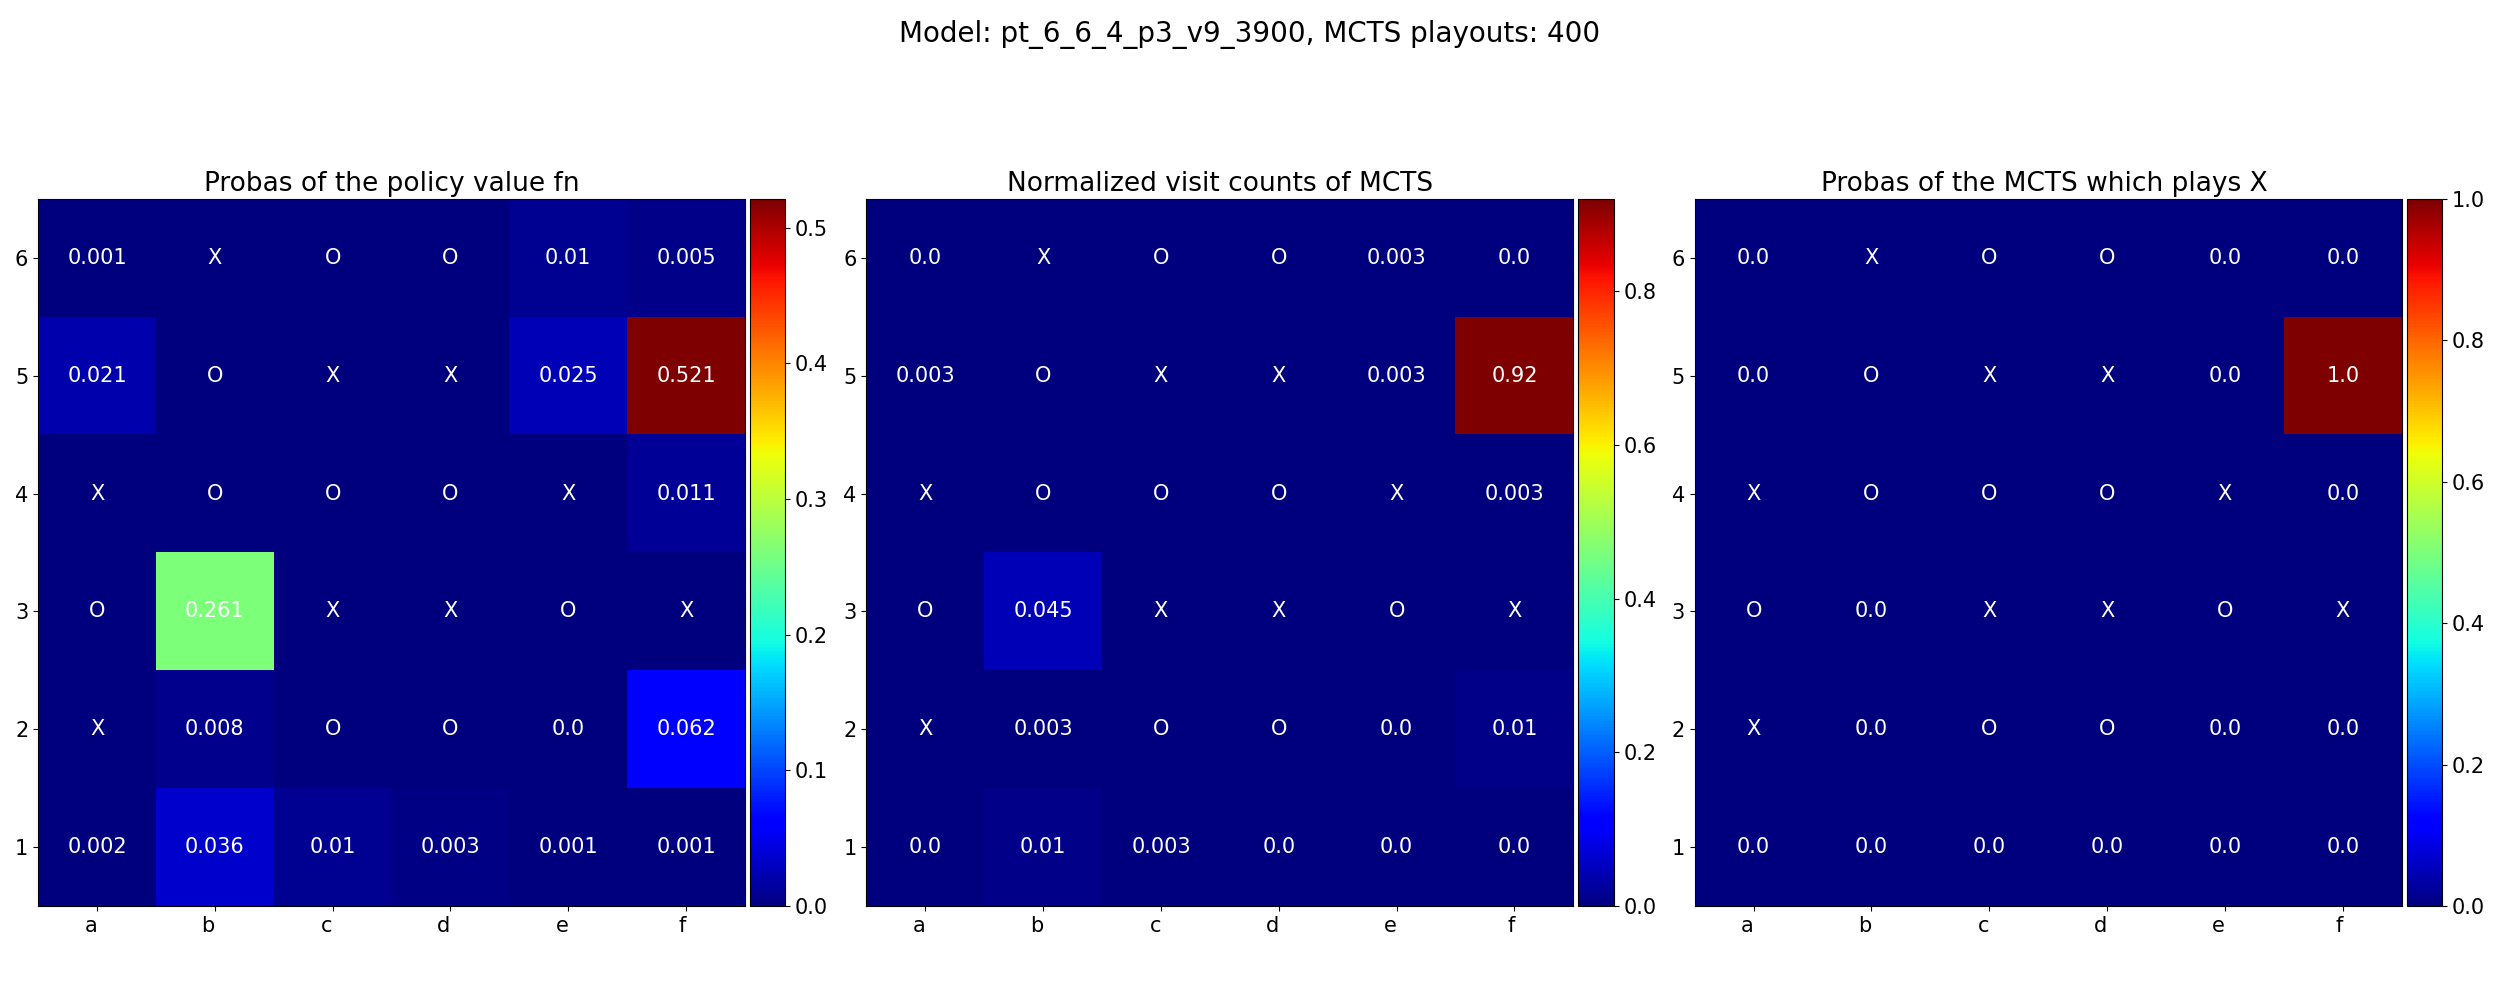 Model: pt_6_6_4_p3_v9_3900, MCTS playouts: 400
Probas of the policy value fn
6 0.001 X O O 0.01 0.005
5 0.021 O X X 0.025 0.521
4 X O O O X 0.011
3 O 0.261 X X O X
2 X 0.008 O O 0.0 0.062
1 0.002 0.036 0.01 0.003 0.001 0.001
a b c d e f
0.5
0.4
0.3
0.2
0.1
0.0
Normalized visit counts of MCTS
6 0.0 X O O 0.003 0.0
5 0.003 O X X 0.003 0.92
4 X O O O X 0.003
3 O 0.045 X X O X
2 X 0.003 O O 0.0 0.01
1 0.0 0.01 0.003 0.0 0.0 0.0
a b c d e f
0.8
0.6
0.4
0.2
0.0
Probas of the MCTS which plays X
6 0.0 X O O 0.0 0.0
5 0.0 O X X 0.0 1.0
4 X O O O X 0.0
3 O 0.0 X X O X
2 X 0.0 O O 0.0 0.0
1 0.0 0.0 0.0 0.0 0.0 0.0
a b c d e f
1.0
0.8
0.6
0.4
0.2
0.0